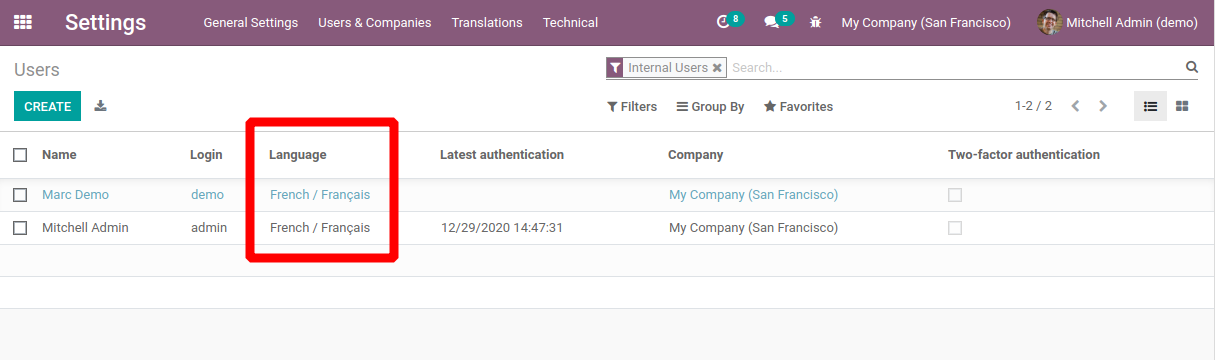 Settings General Settings Users & Companies Translations Technical 8 5 My Company (San Francisco) Mitchell Admin (demo)
Users Internal Users Search...
CREATE Filters Group By Favorites 1-2 / 2
Name Login Language Latest authentication Company Two-factor authentication
Marc Demo demo French / Français My Company (San Francisco)
Mitchell Admin admin French / Français 12/29/2020 14:47:31 My Company (San Francisco)